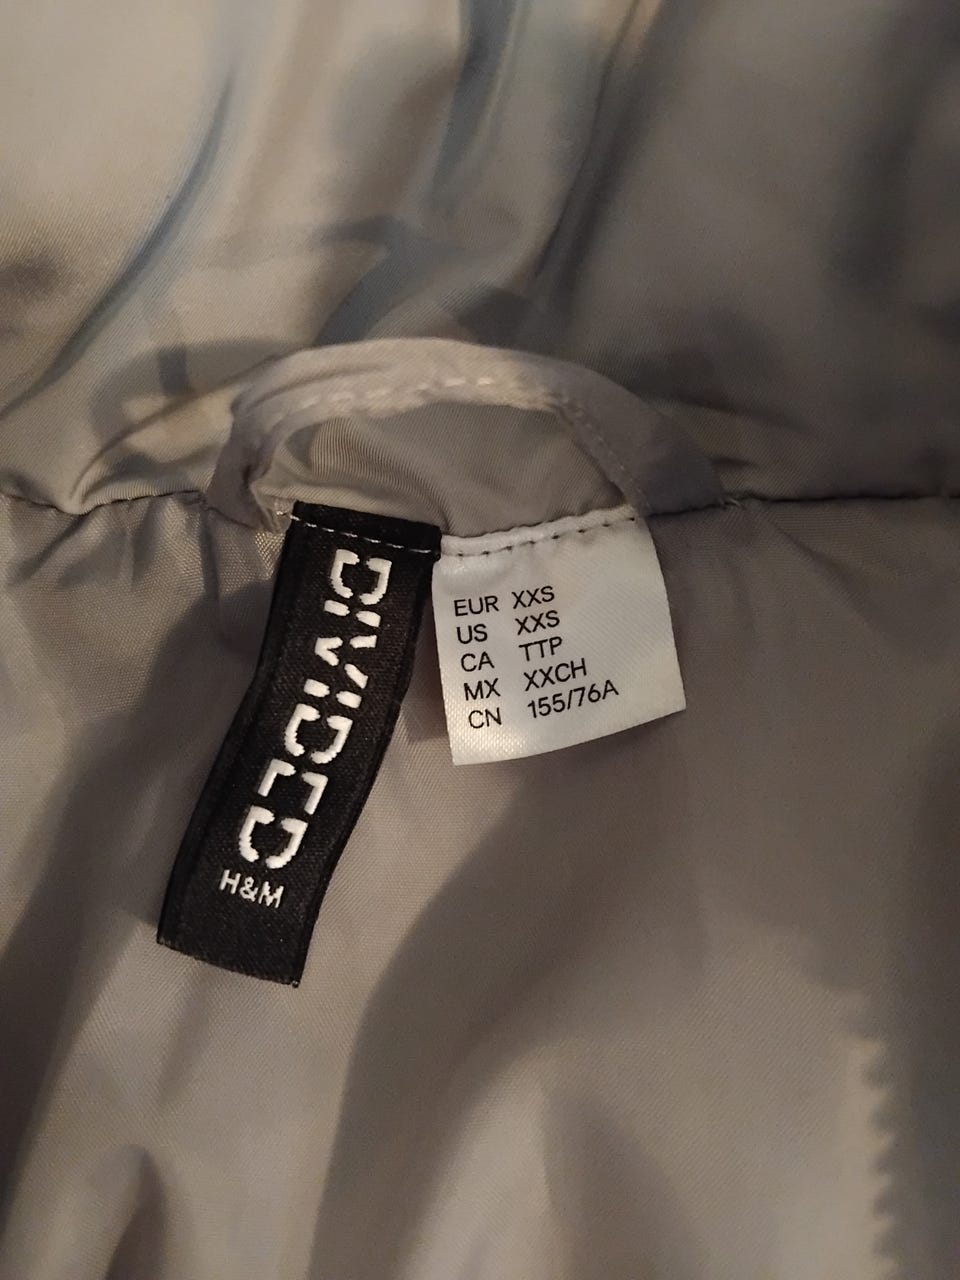 DIVIDED
H&M
EUR XXS
US XXS
CA TTP
MX XXCH
CN 155/76A